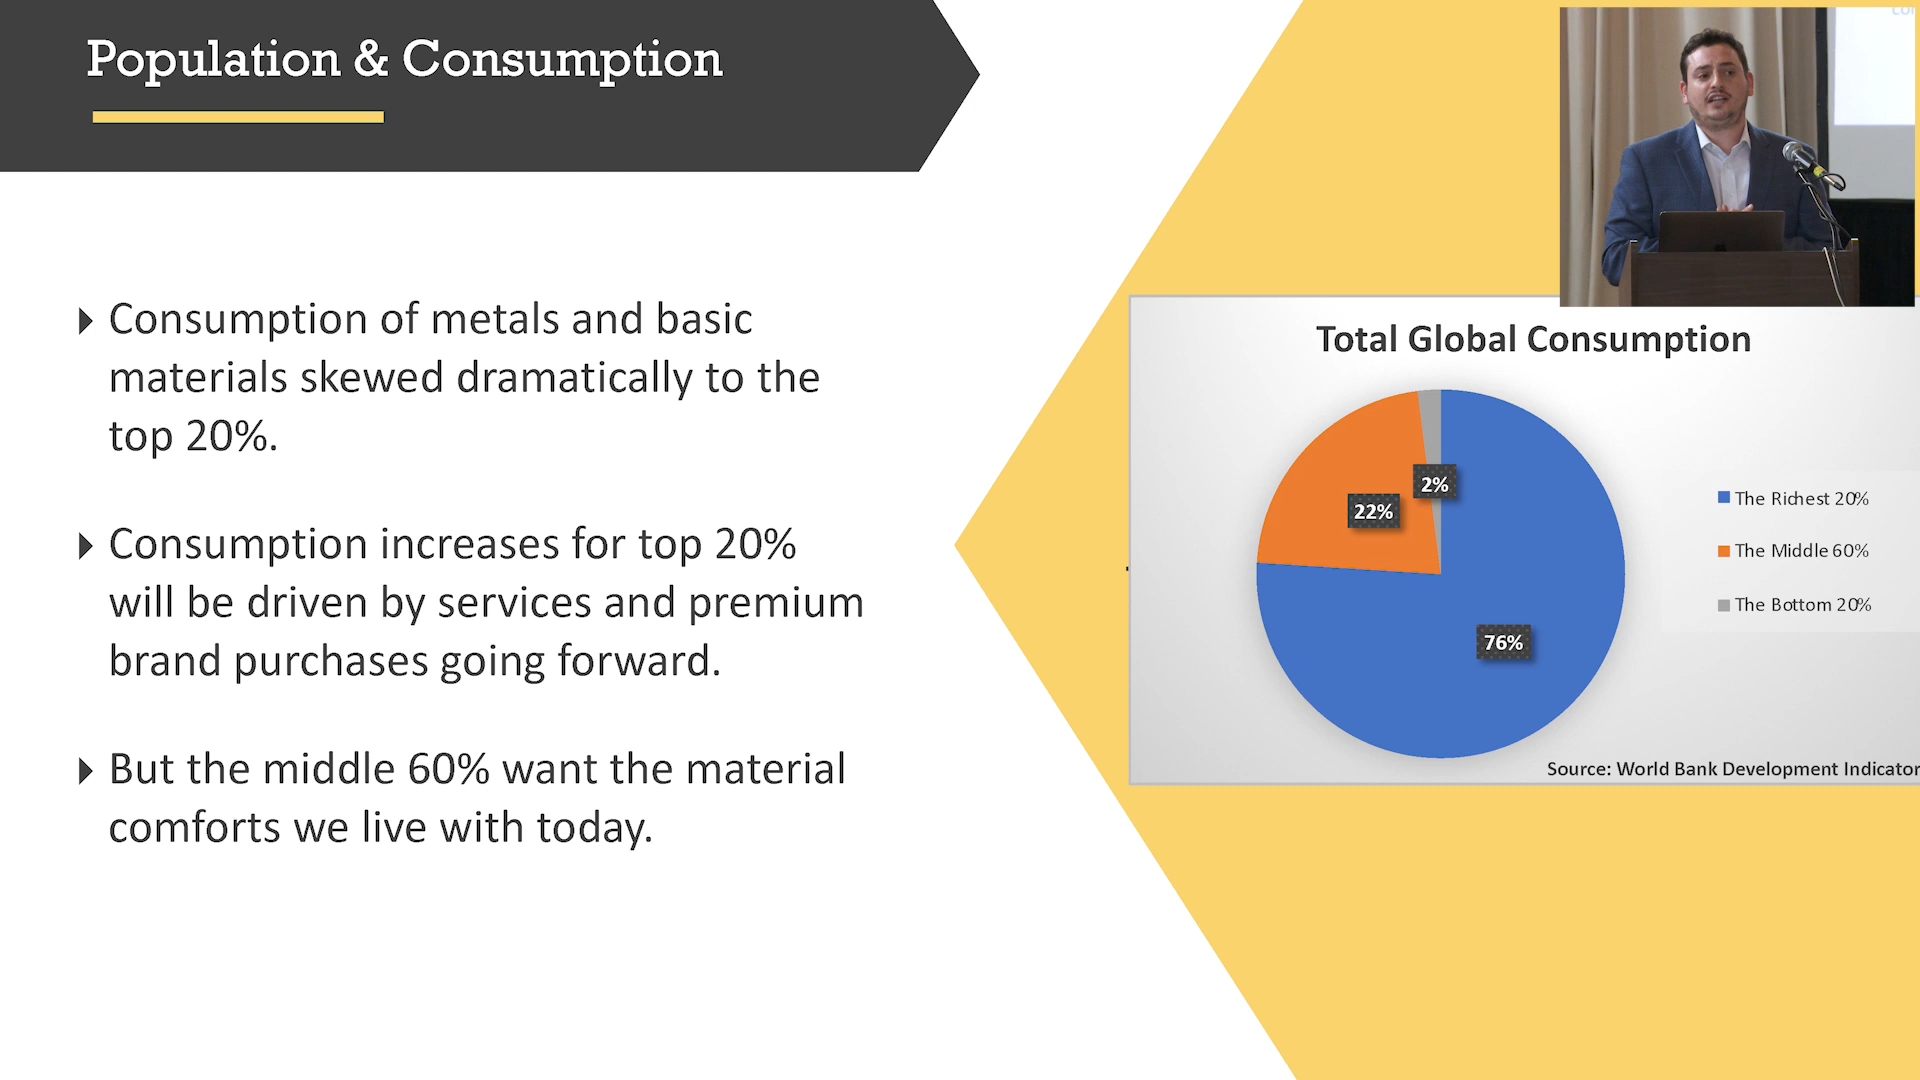 Population & Consumption
Consumption of metals and basic
materials skewed dramatically to the
top 20%.
Consumption increases for top 20%
will be driven by services and premium
brand purchases going forward.
But the middle 60% want the material
comforts we live with today.
Total Global Consumption
2%
22%
76%
The Richest 20%
The Middle 60%
The Bottom 20%
Source: World Bank Development Indicator